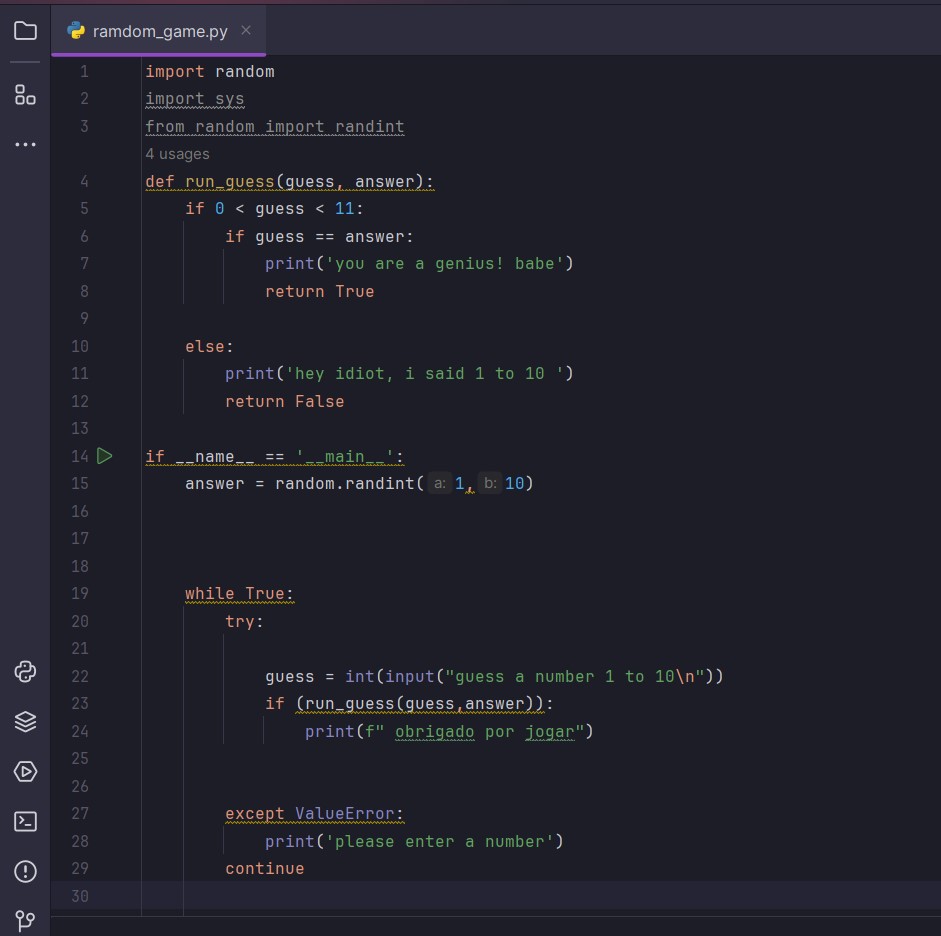 ramdom_game.py
1 import random
2 import sys
3 from random import randint
4 usages
4 def run_guess(guess, answer):
5     if 0 < guess < 11:
6         if guess == answer:
7             print('you are a genius! babe')
8             return True
9
10     else:
11         print('hey idiot, i said 1 to 10 ')
12         return False
13
14 if __name__ == '__main__':
15     answer = random.randint( a: 1, b: 10)
16
17
18
19     while True:
20         try:
21
22             guess = int(input("guess a number 1 to 10\n"))
23             if (run_guess(guess,answer)):
24                 print(f" obrigado por jogar")
25
26
27         except ValueError:
28             print('please enter a number')
29         continue
30